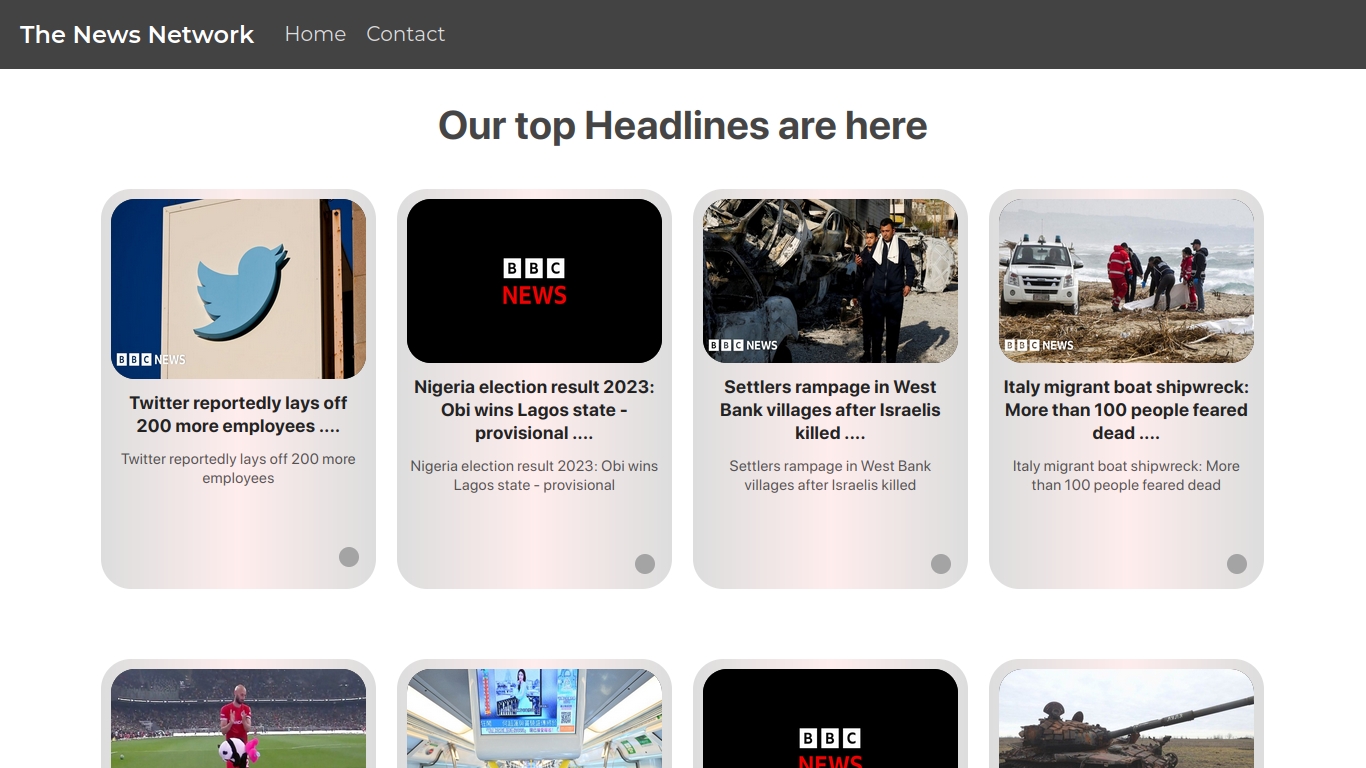 The News Network Home Contact
Our top Headlines are here
BBC NEWS
Twitter reportedly lays off
200 more employees ....
Twitter reportedly lays off 200 more
employees
BBC
NEWS
Nigeria election result 2023:
Obi wins Lagos state -
provisional ....
Nigeria election result 2023: Obi wins
Lagos state - provisional
BBC NEWS
Settlers rampage in West
Bank villages after Israelis
killed ....
Settlers rampage in West Bank
villages after Israelis killed
BBC NEWS
Italy migrant boat shipwreck:
More than 100 people feared
dead ....
Italy migrant boat shipwreck: More
than 100 people feared dead
BBC
NEWS